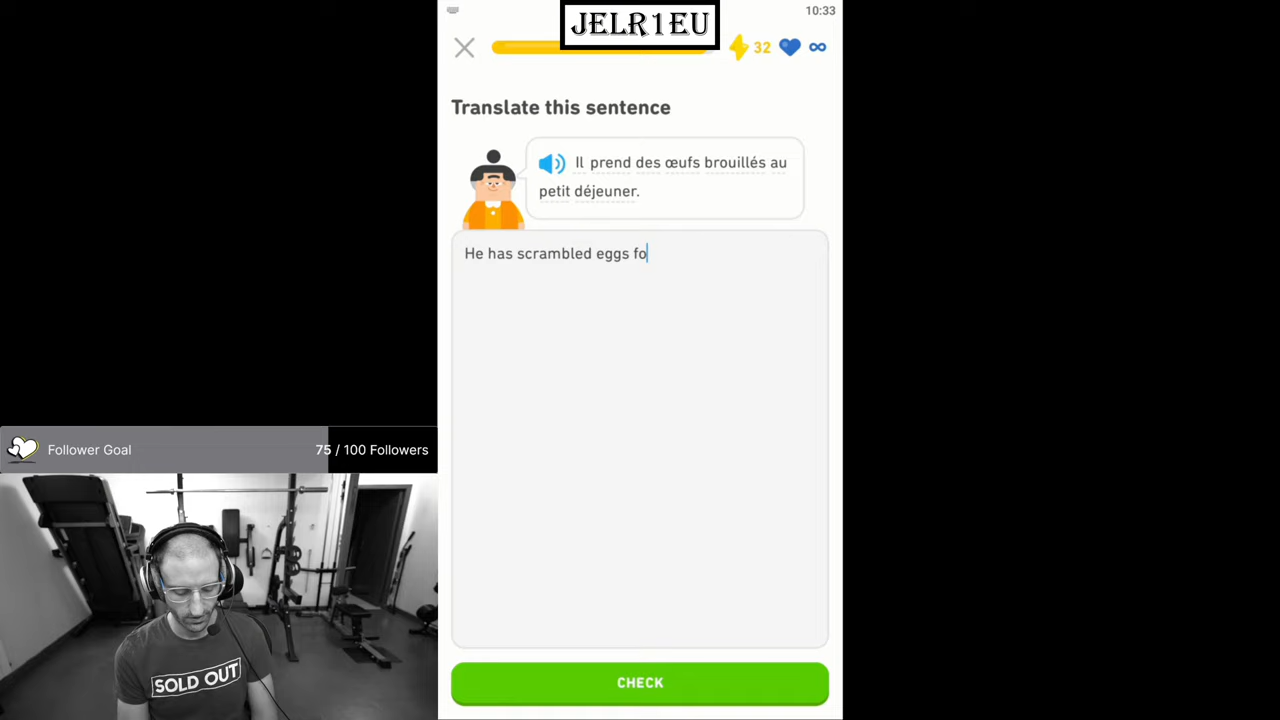 JELR1EU
10:33
32
Translate this sentence
Il prend des œufs brouillés au
petit déjeuner.
He has scrambled eggs fo
Follower Goal 75 / 100 Followers
SOLD OUT
CHECK